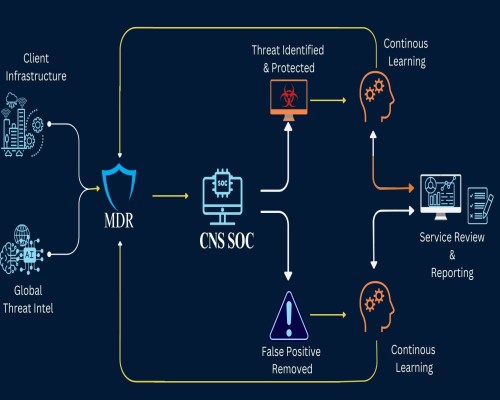 Client
Infrastructure
Threat Identified
& Protected
Continous
Learning
MDR
SOC
CNS SOC
AI
Global
Threat Intel
Service Review
&
Reporting
False Positive
Removed
Continous
Learning